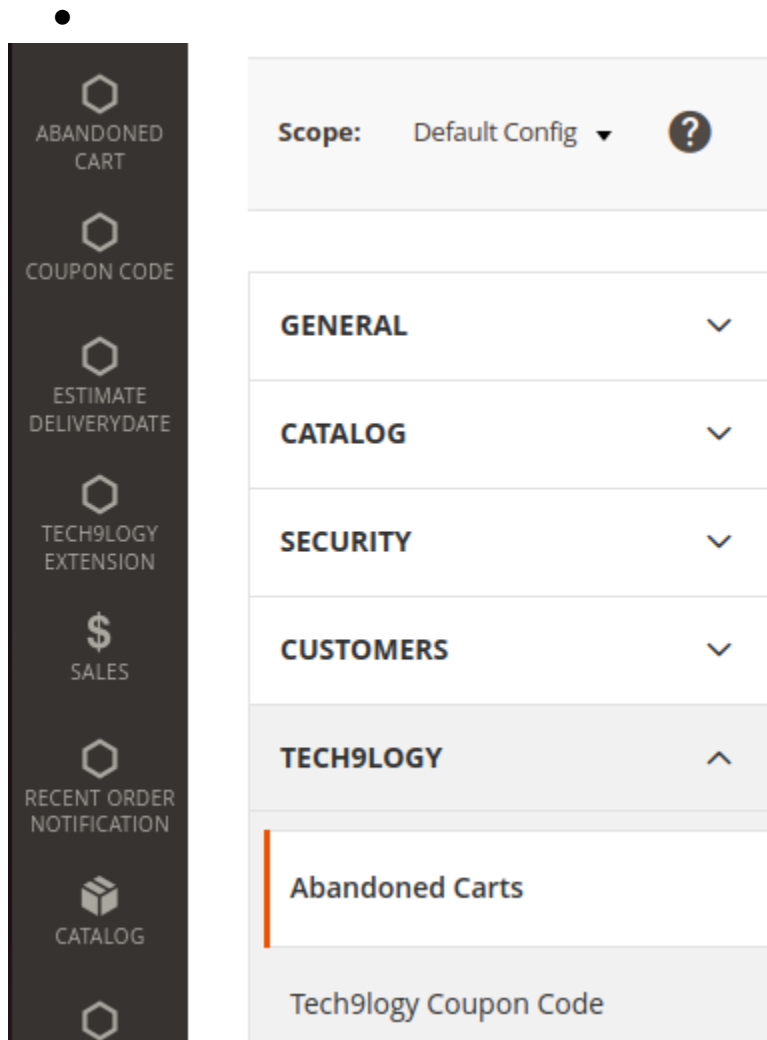 ABANDONED
CART
COUPON CODE
ESTIMATE
DELIVERYDATE
TECH9LOGY
EXTENSION
$
SALES
RECENT ORDER
NOTIFICATION
CATALOG
Scope: Default Config ?
GENERAL
CATALOG
SECURITY
CUSTOMERS
TECH9LOGY
Abandoned Carts
Tech9logy Coupon Code